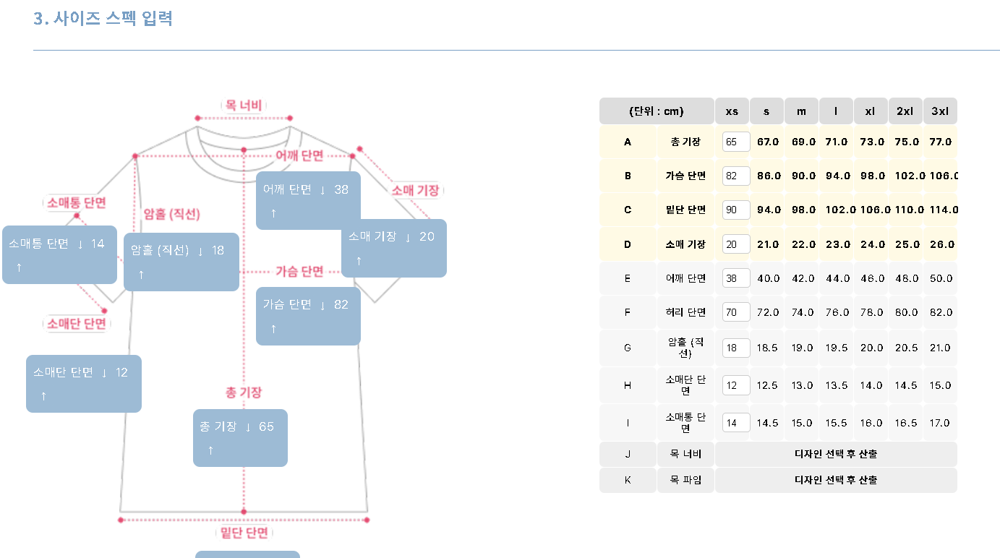 3. 사이즈 스펙 입력
목 너비
어깨 단면
소매통 단면
암홀 (직선)
소매 기장
어깨 단면 ↓ 38
↑
소매통 단면 ↓ 14
↑
암홀 (직선) ↓ 18
↑
소매 기장 ↓ 20
↑
가슴 단면
가슴 단면 ↓ 82
↑
소매단 단면
소매단 단면 ↓ 12
↑
총 기장
총 기장 ↓ 65
↑
밑단 단면
(단위 : cm) xs s m l xl 2xl 3xl
A 총 기장 65 67.0 69.0 71.0 73.0 75.0 77.0
B 가슴 단면 82 86.0 90.0 94.0 98.0 102.0 106.0
C 밑단 단면 90 94.0 98.0 102.0 106.0 110.0 114.0
D 소매 기장 20 21.0 22.0 23.0 24.0 25.0 26.0
E 어깨 단면 38 40.0 42.0 44.0 46.0 48.0 50.0
F 허리 단면 70 72.0 74.0 76.0 78.0 80.0 82.0
G 암홀 (직
선) 18 18.5 19.0 19.5 20.0 20.5 21.0
H 소매단 단
면 12 12.5 13.0 13.5 14.0 14.5 15.0
I 소매통 단
면 14 14.5 15.0 15.5 16.0 16.5 17.0
J 목 너비 디자인 선택 후 산출
K 목 파임 디자인 선택 후 산출